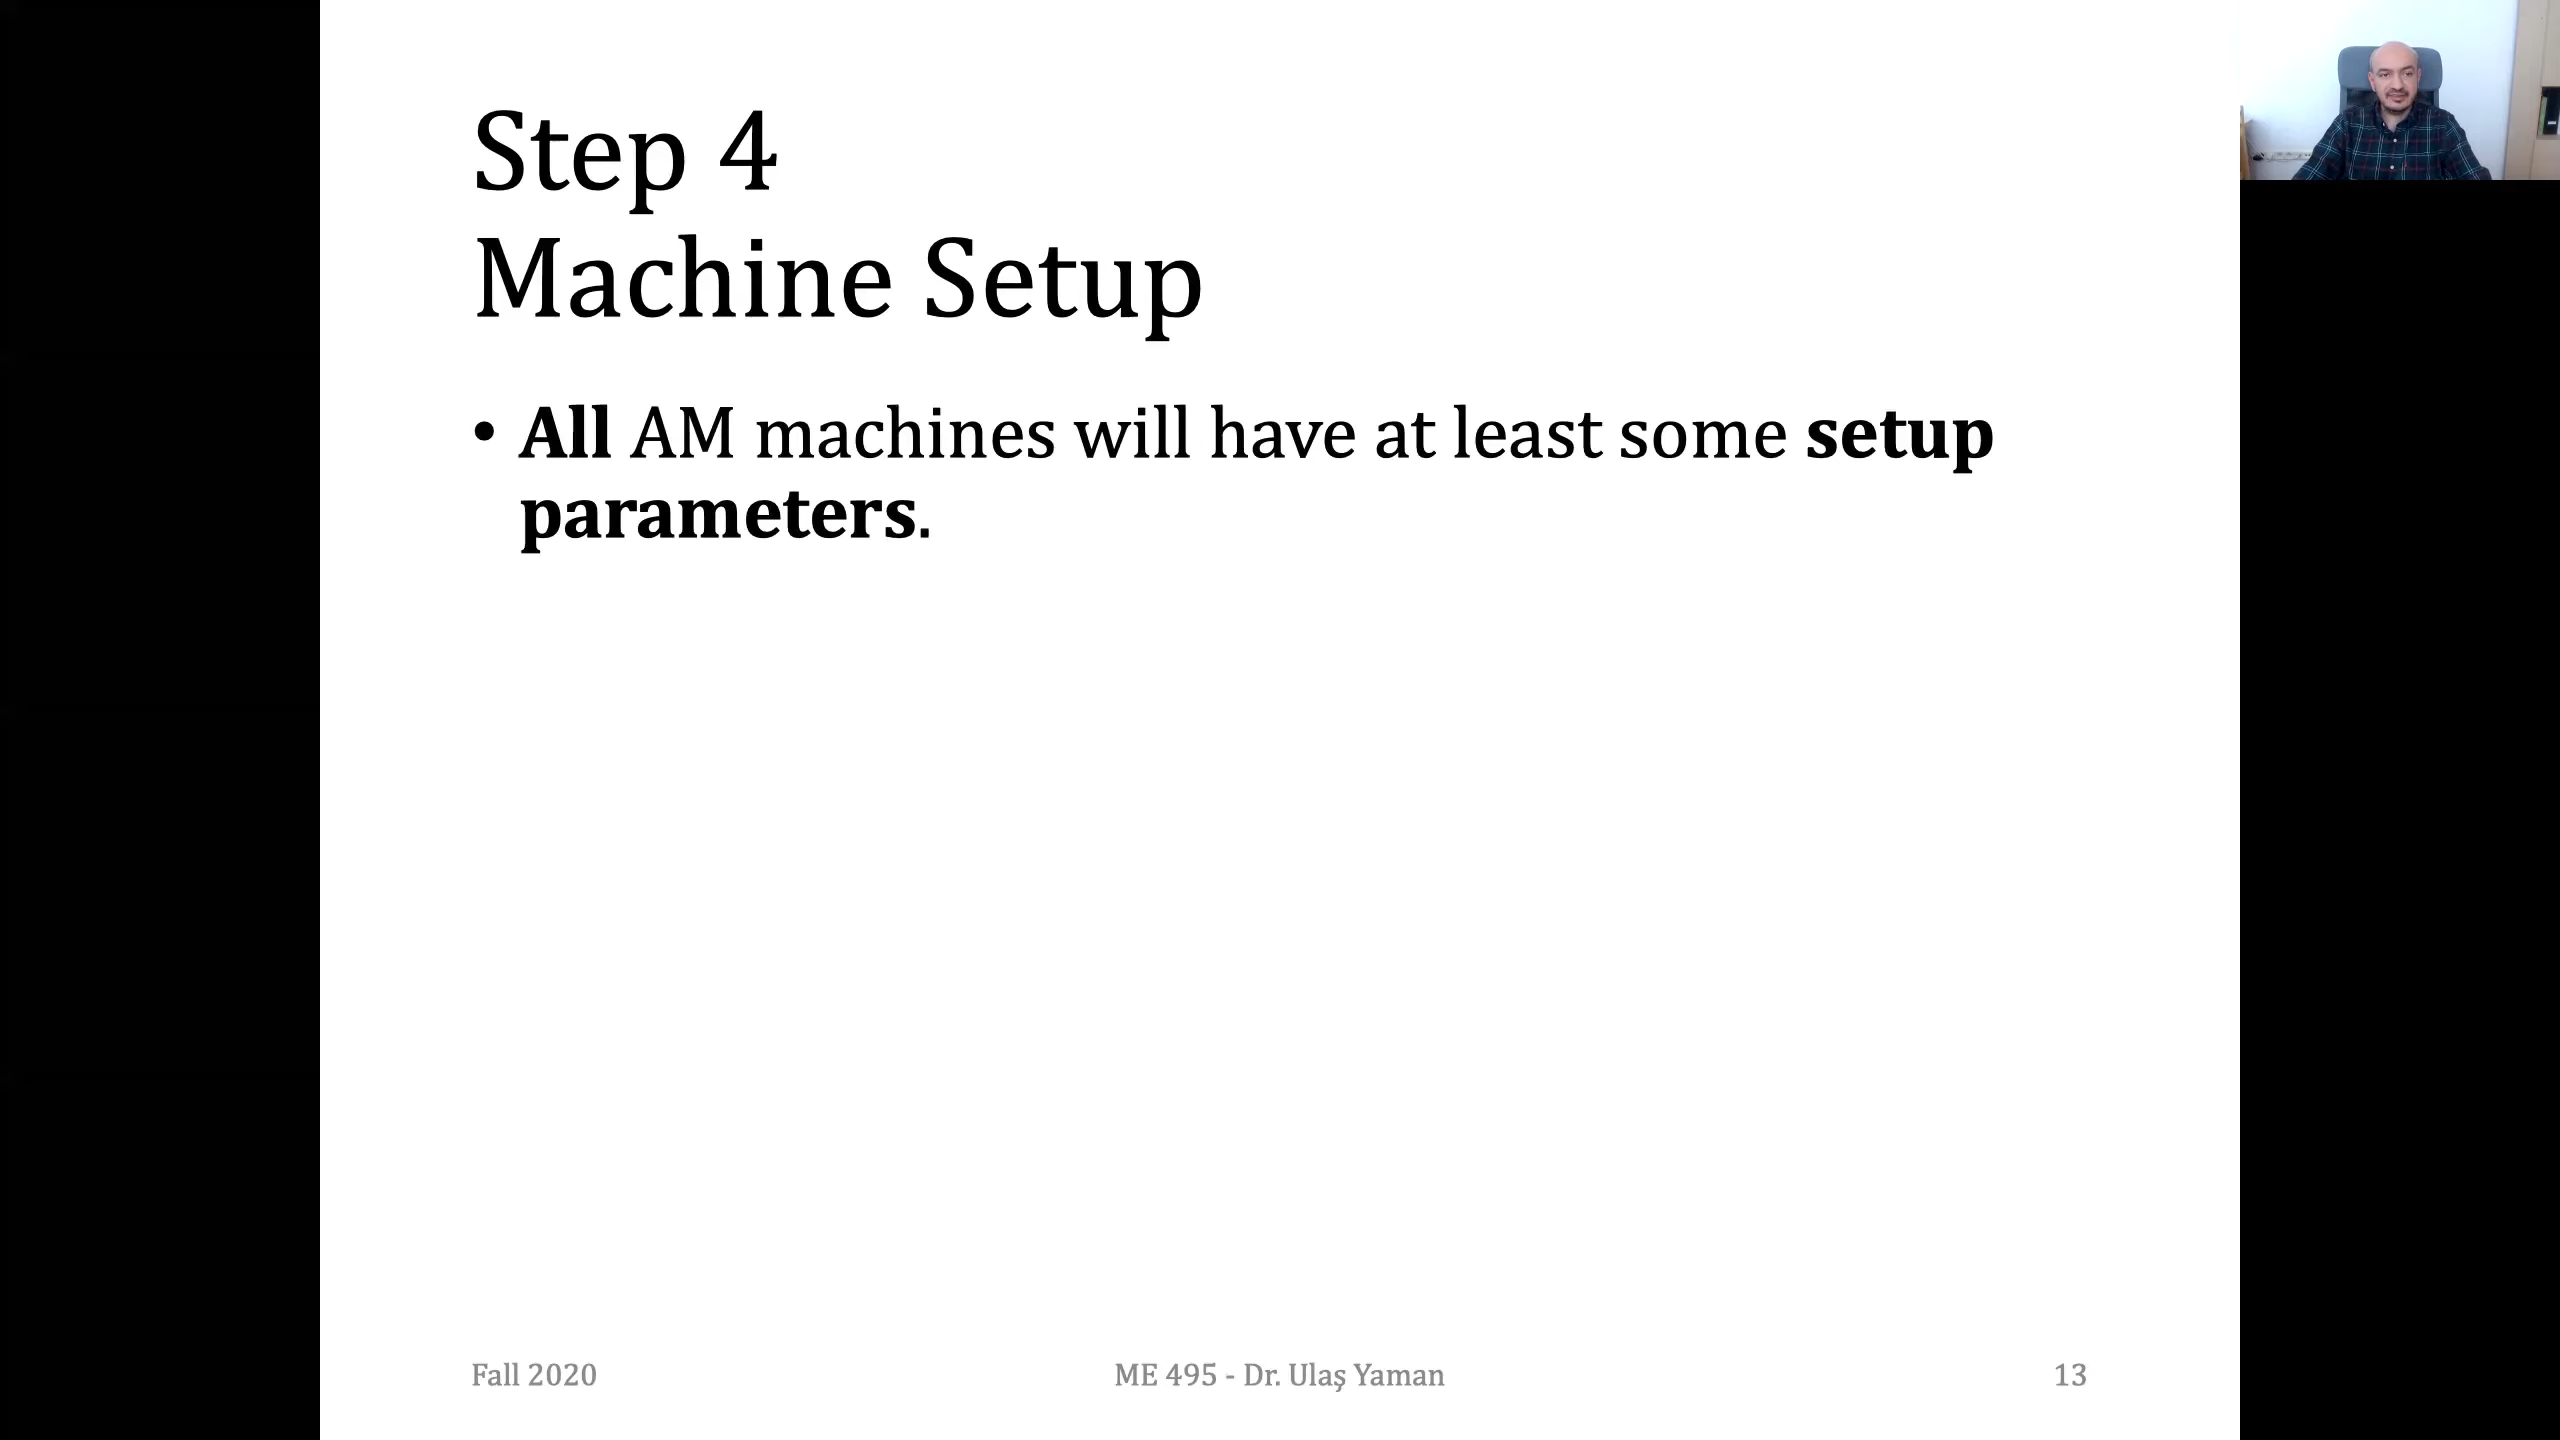 Step 4
Machine Setup
• All AM machines will have at least some setup
parameters.
Fall 2020
ME 495 - Dr. Ulaş Yaman
13